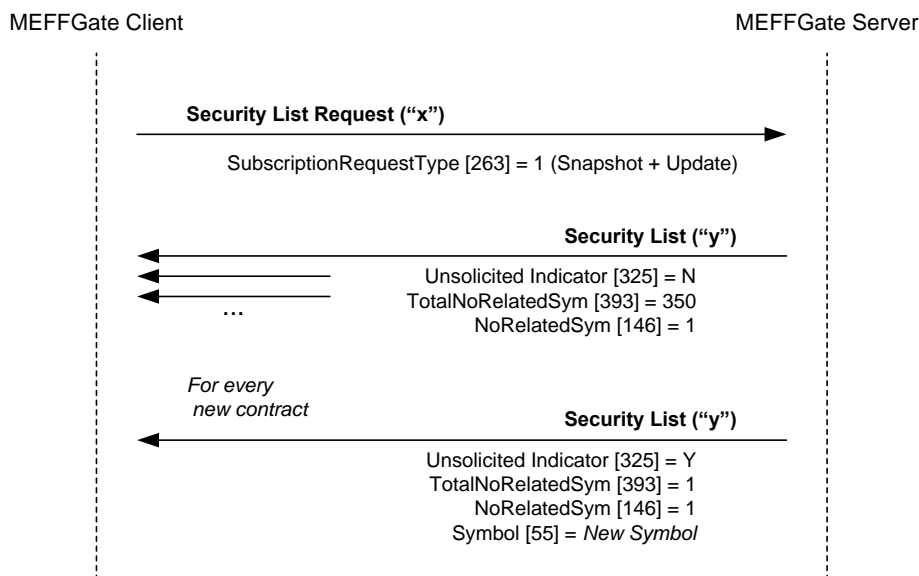 MEFFGate Client
MEFFGate Server
Security List Request (“x”)
SubscriptionRequestType [263] = 1 (Snapshot + Update)
Security List (“y”)
Unsolicited Indicator [325] = N
TotalNoRelatedSym [393] = 350
NoRelatedSym [146] = 1
...
For every
new contract
Security List (“y”)
Unsolicited Indicator [325] = Y
TotalNoRelatedSym [393] = 1
NoRelatedSym [146] = 1
Symbol [55] = New Symbol